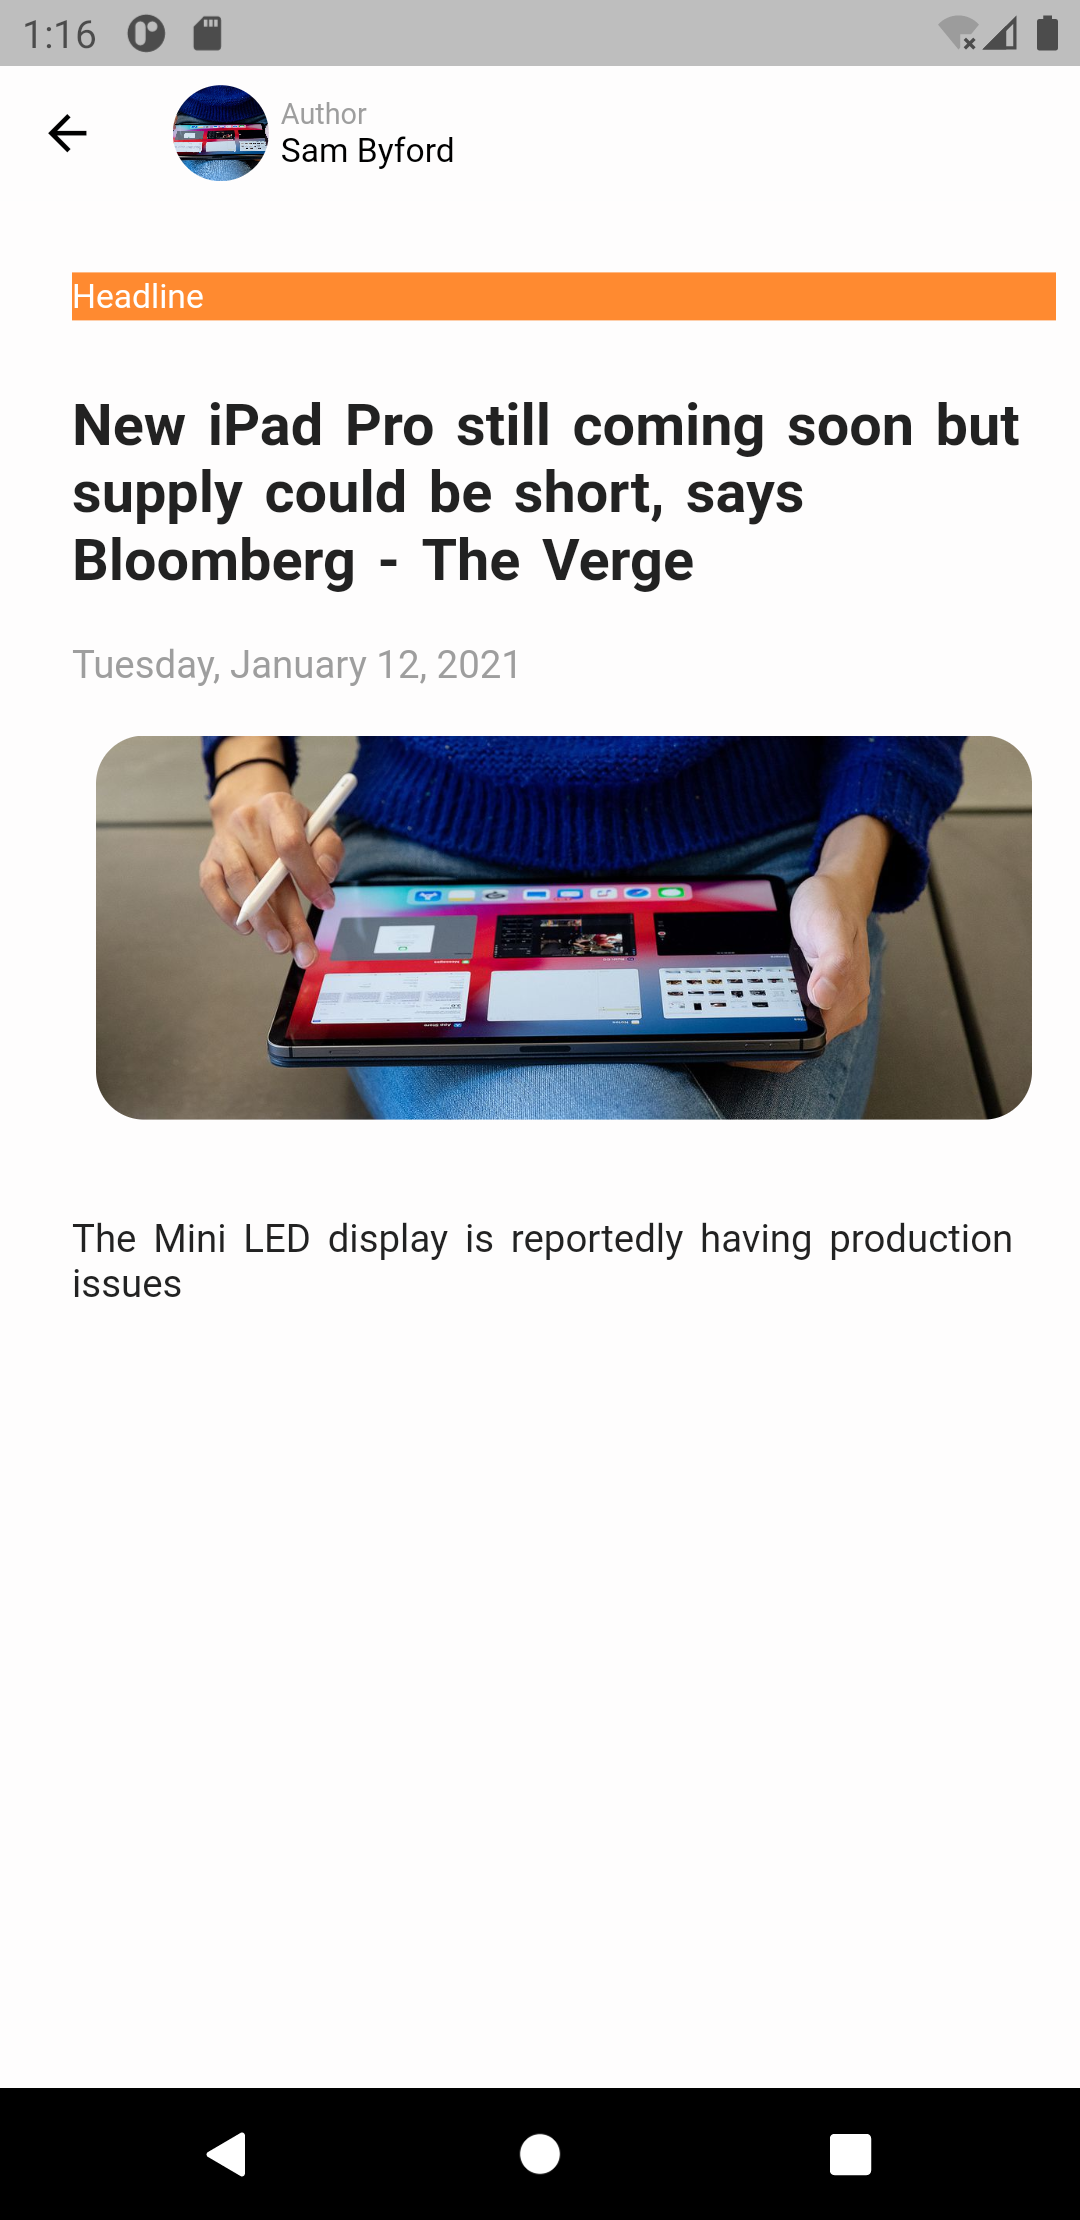 1:16
Author
Sam Byford
Headline
New iPad Pro still coming soon but
supply could be short, says
Bloomberg - The Verge
Tuesday, January 12, 2021
The Mini LED display is reportedly having production
issues